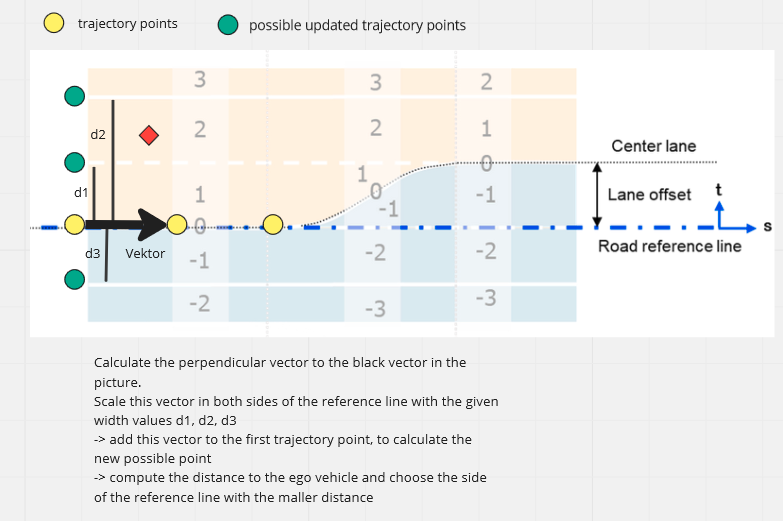 trajectory points
possible updated trajectory points
3
3
2
d2
2
2
1
Center lane
0
d1
1
1
Lane offset
t
0
-1
-1
0
s
d3
Vektor
-1
-2
-2
Road reference line
-2
-3
-3
Calculate the perpendicular vector to the black vector in the
picture.
Scale this vector in both sides of the reference line with the given
width values d1, d2, d3
-> add this vector to the first trajectory point, to calculate the
new possible point
-> compute the distance to the ego vehicle and choose the side
of the reference line with the maller distance